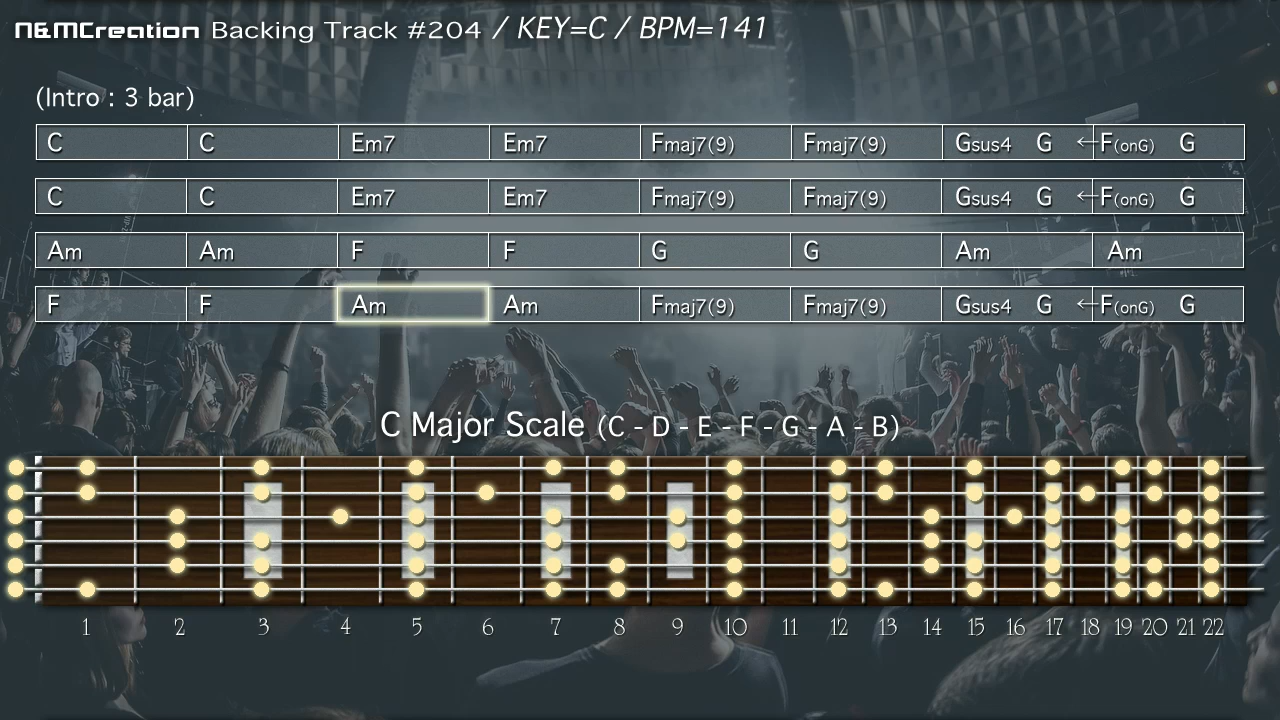 N&MCreation Backing Track #204 / KEY=C / BPM=141
(Intro : 3 bar)
C C Em7 Em7 Fmaj7(9) Fmaj7(9) Gsus4 G ←F(onG) G
C C Em7 Em7 Fmaj7(9) Fmaj7(9) Gsus4 G ←F(onG) G
Am Am F F G G Am Am
F F Am Am Fmaj7(9) Fmaj7(9) Gsus4 G ←F(onG) G
C Major Scale (C - D - E - F - G - A - B)
1 2 3 4 5 6 7 8 9 10 11 12 13 14 15 16 17 18 19 20 21 22